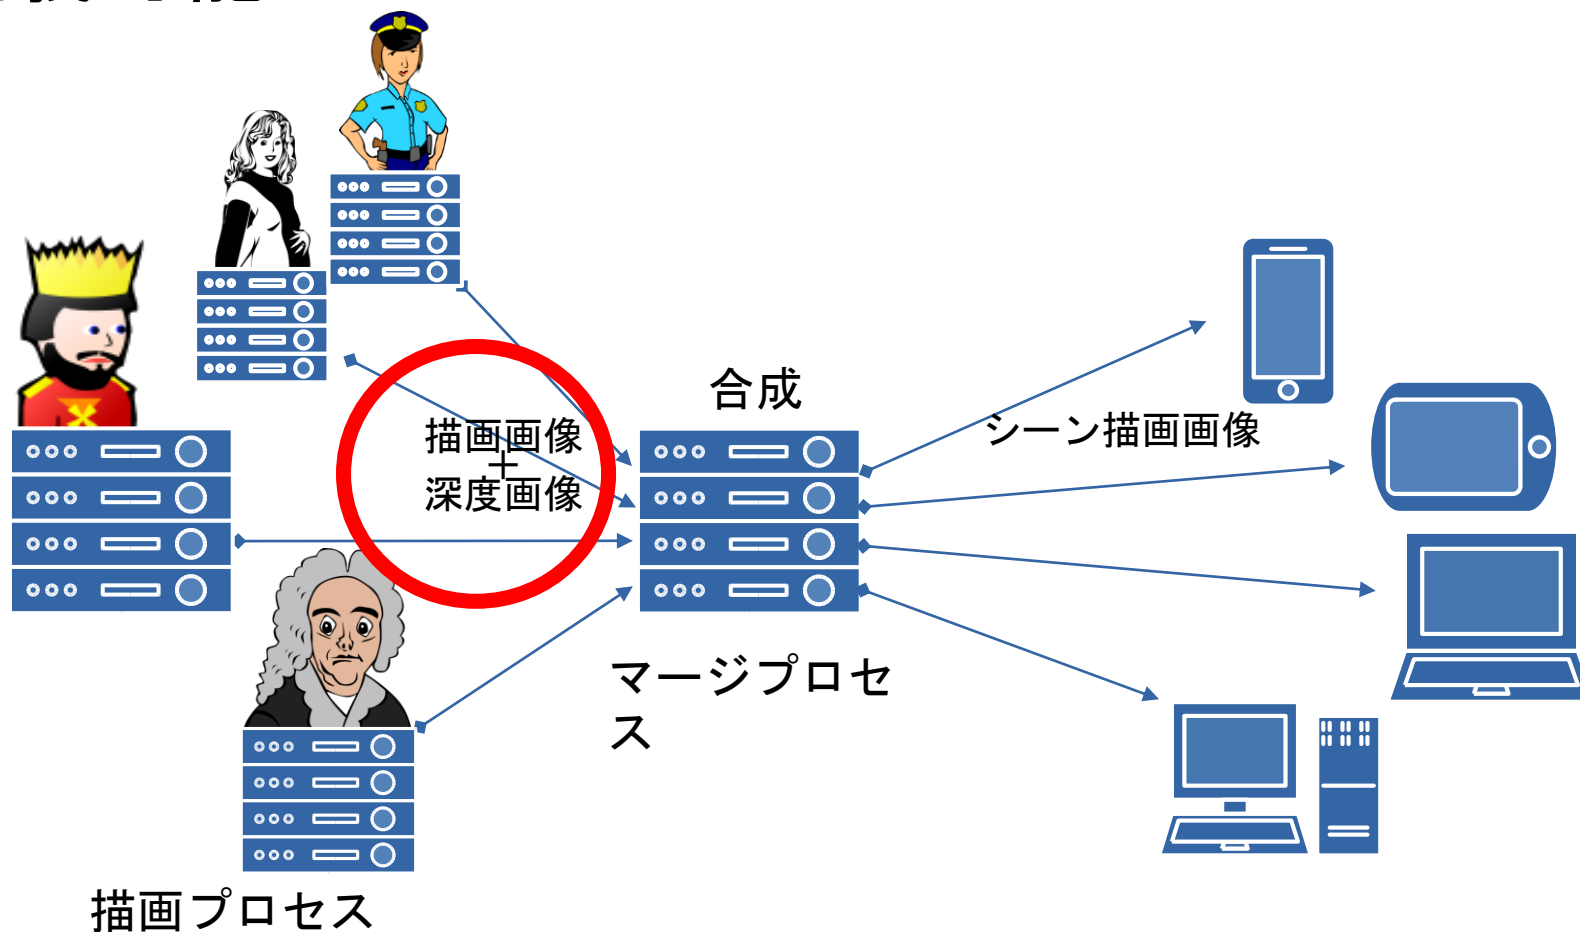 合成
シーン描画画像
描画画像
+
深度画像
マージプロセ
ス
描画プロセス